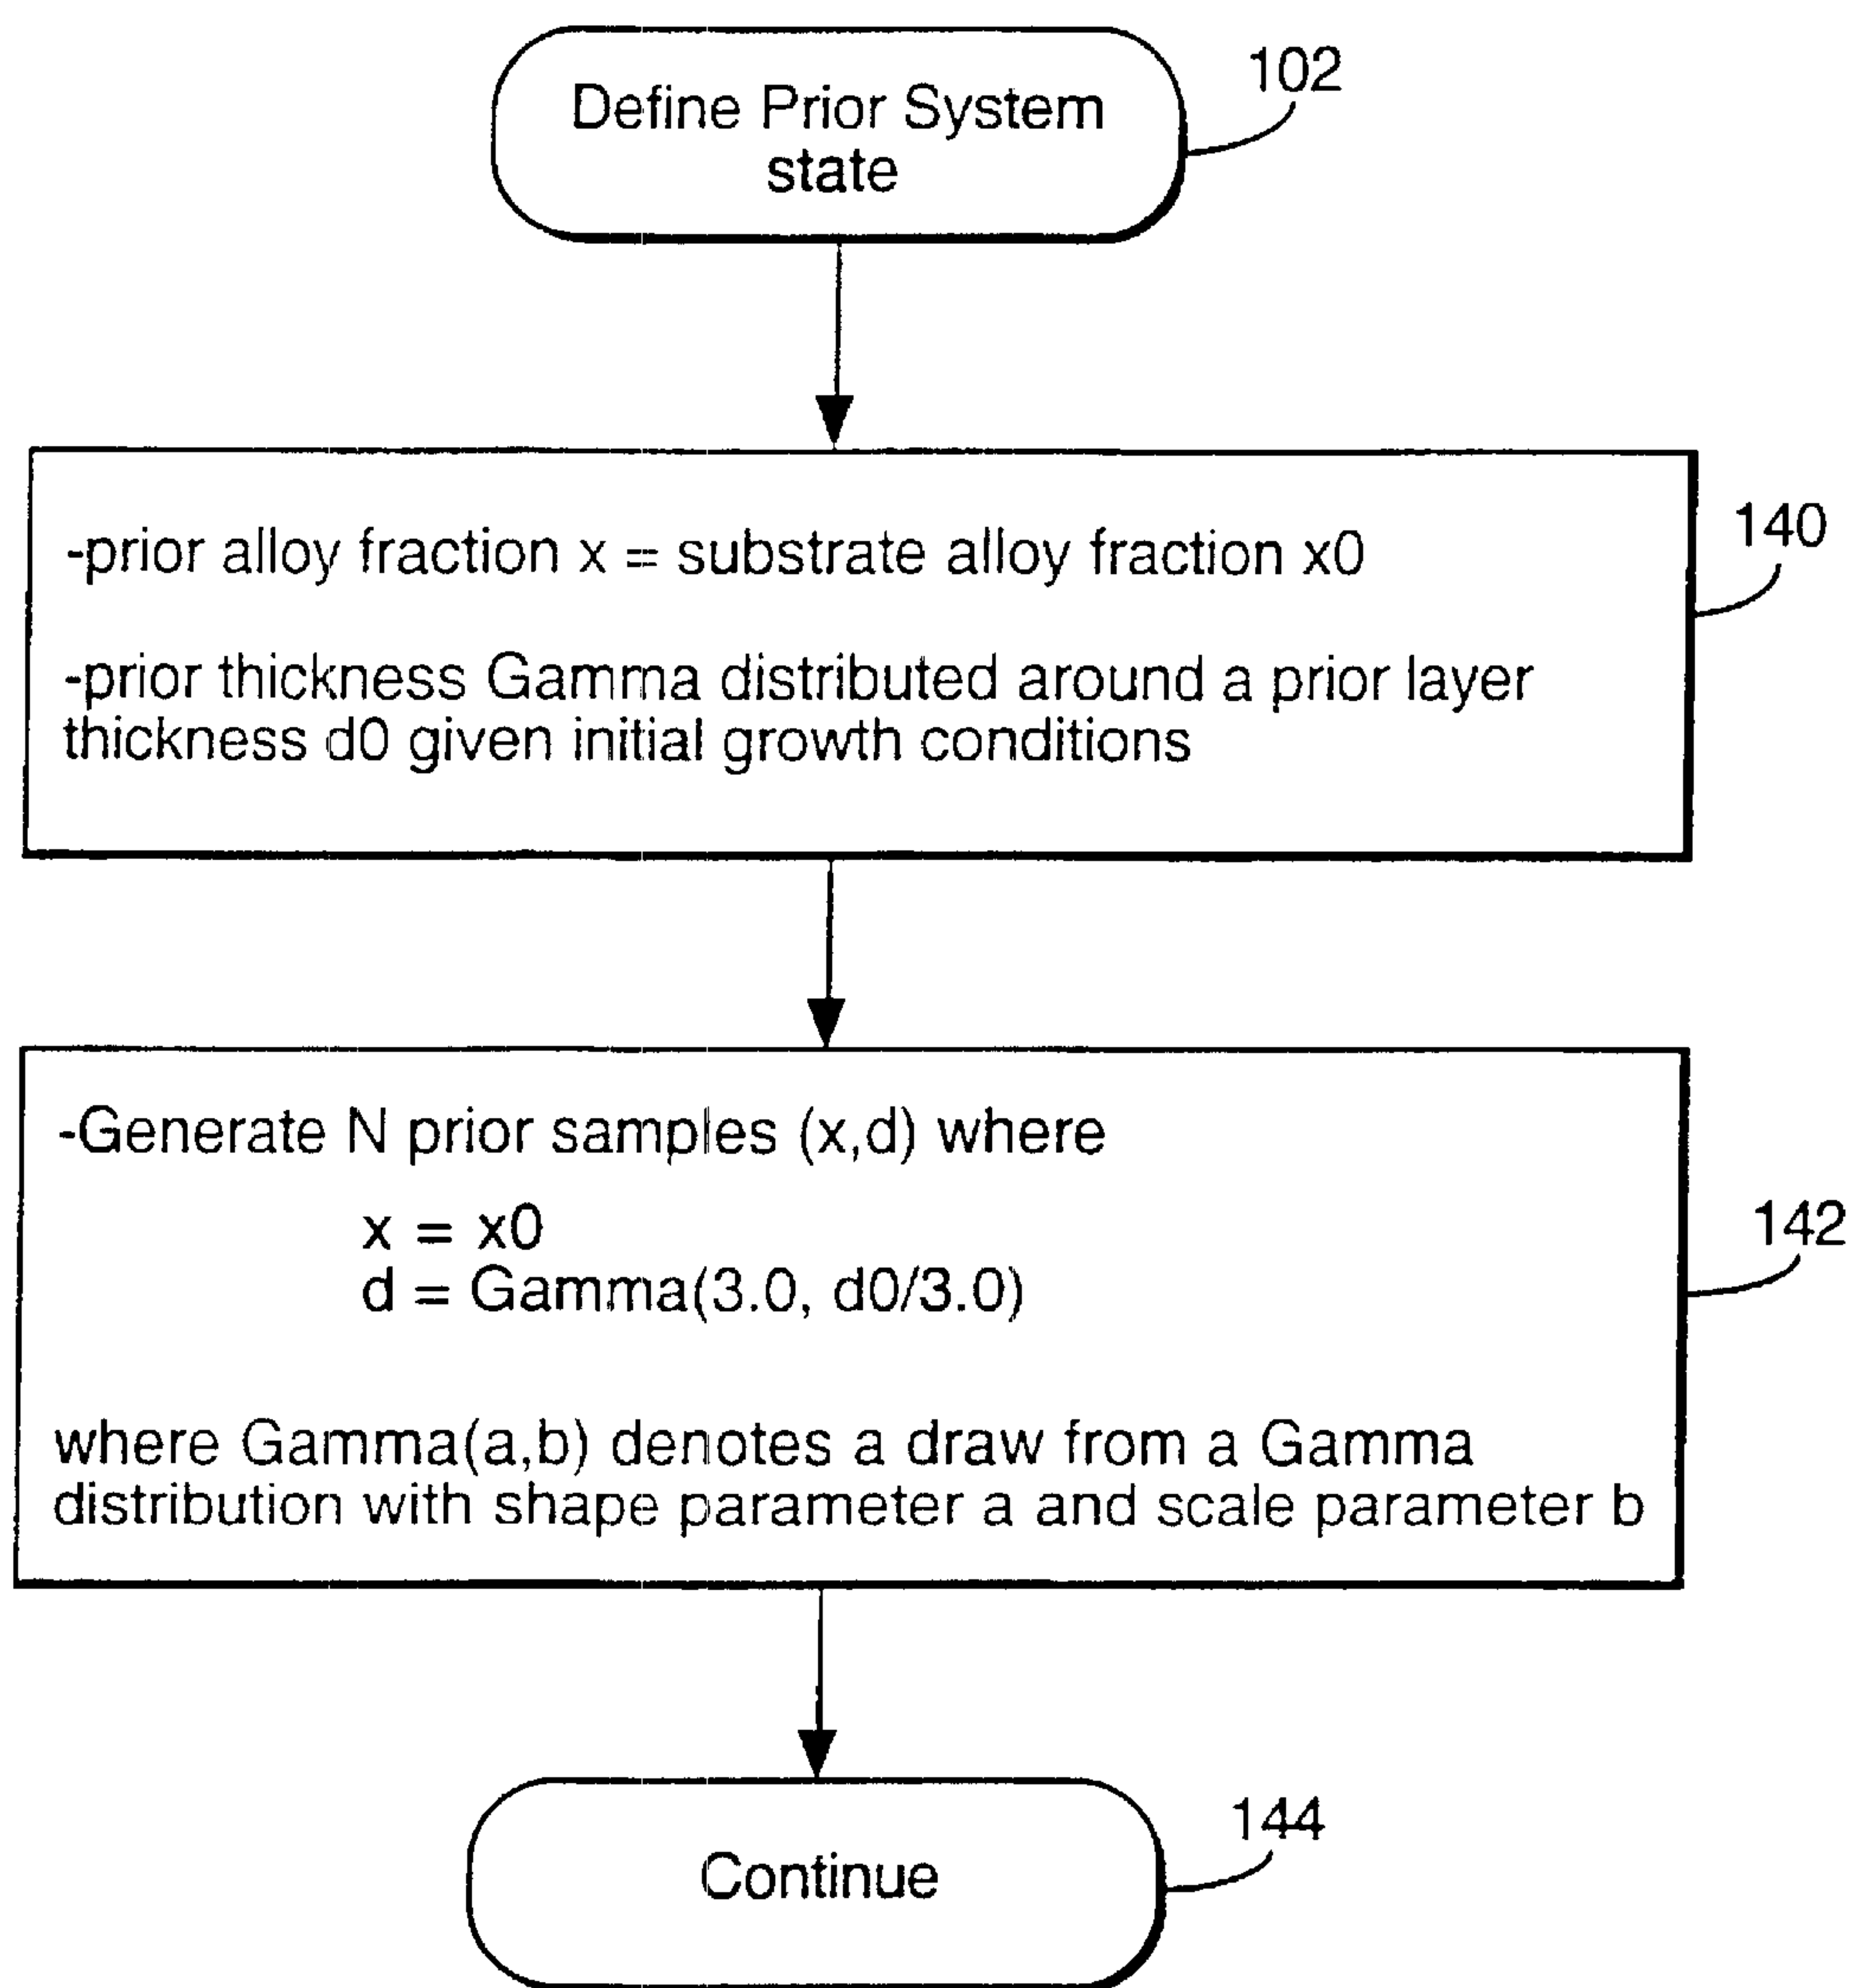 Define Prior System
state
102
-prior alloy fraction x = substrate alloy fraction x0
140
-prior thickness Gamma distributed around a prior layer
thickness d0 given initial growth conditions
-Generate N prior samples (x,d) where
x = x0
142
d = Gamma(3.0, d0/3.0)
where Gamma(a,b) denotes a draw from a Gamma
distribution with shape parameter a and scale parameter b
144
Continue